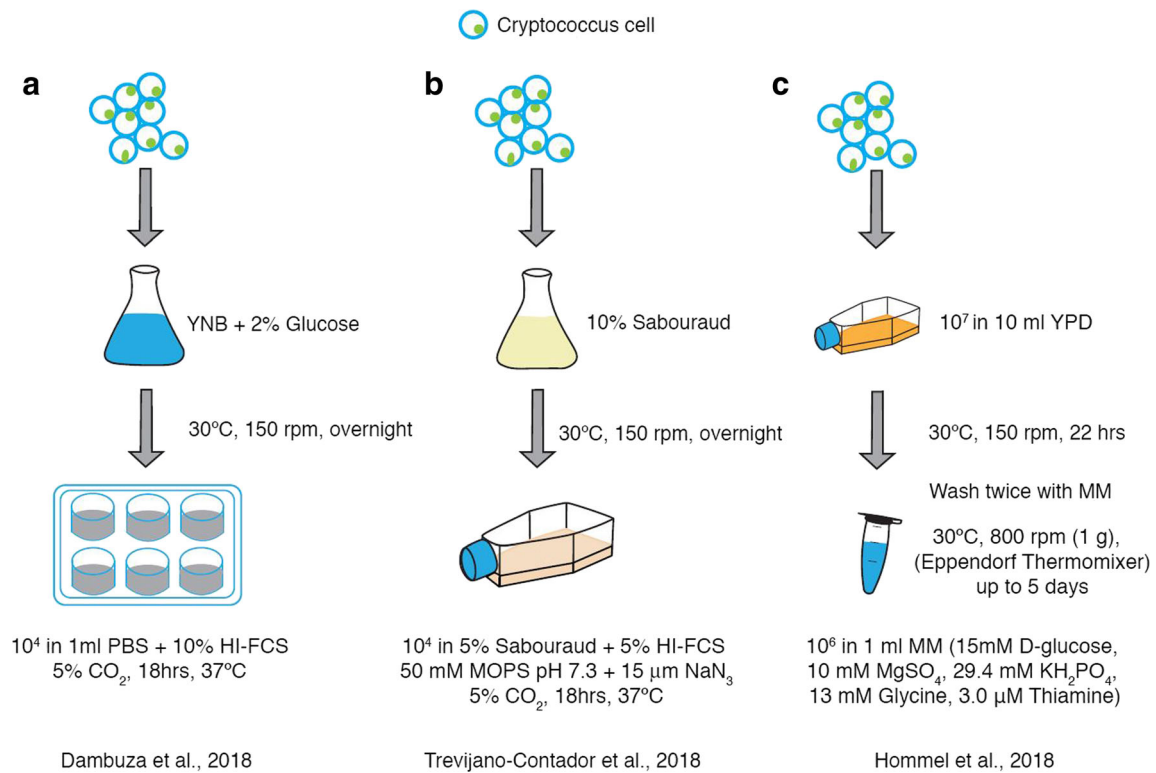 Cryptococcus cell
a
YNB + 2% Glucose
30ºC, 150 rpm, overnight
10⁴ in 1ml PBS + 10% HI-FCS
5% CO₂, 18hrs, 37ºC
Dambuza et al., 2018
b
10% Sabouraud
30ºC, 150 rpm, overnight
10⁴ in 5% Sabouraud + 5% HI-FCS
50 mM MOPS pH 7.3 + 15 μm NaN₃
5% CO₂, 18hrs, 37ºC
Trevijano-Contador et al., 2018
c
10⁷ in 10 ml YPD
30ºC, 150 rpm, 22 hrs
Wash twice with MM
30ºC, 800 rpm (1 g),
(Eppendorf Thermomixer)
up to 5 days
10⁶ in 1 ml MM (15mM D-glucose,
10 mM MgSO₄, 29.4 mM KH₂PO₄,
13 mM Glycine, 3.0 μM Thiamine)
Hommel et al., 2018